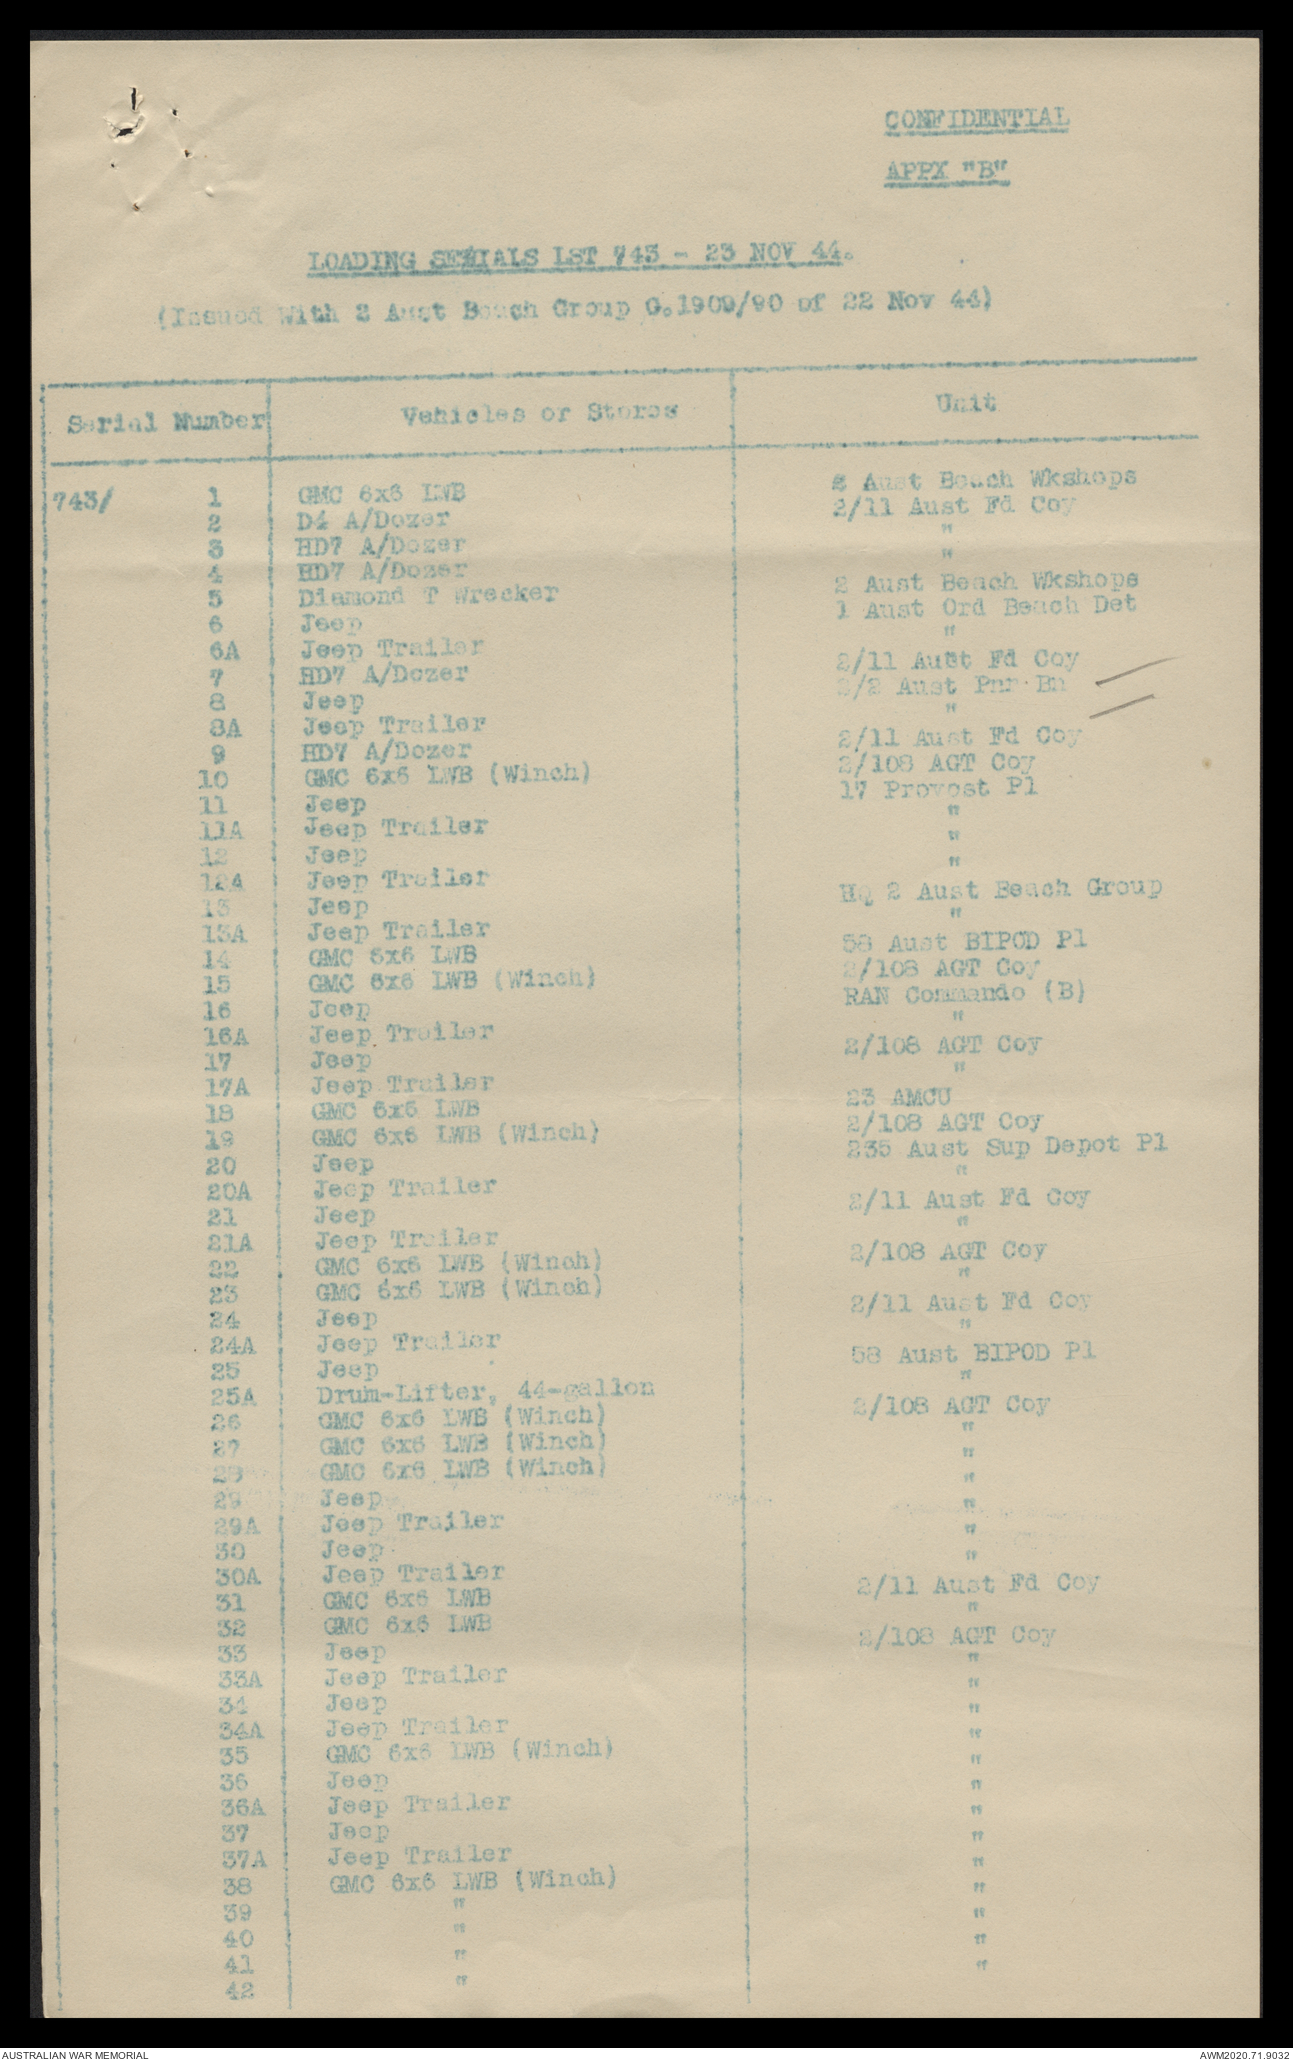 CONFIDENTIAL
APPX "B"
LOADING SERIALS LST 743 - 23 NOV 44.
(Issued With 2 Aust Beach Group G.1909/90 of 22 Nov 44)
Serial Number Vehicles or Stores Unit
743/ 1 GMC 6x6 LWB 2 Aust Beach Wkshops
2 D4 A/Dozer 2/11 Aust Fd Coy
3 HD7 A/Dozer "
4 HD7 A/Dozer "
5 Diamond T Wrecker 2 Aust Beach Wkshops
6 Jeep 1 Aust Ord Beach Det
6A Jeep Trailer "
7 HD7 A/Dozer 2/11 Aust Fd Coy
8 Jeep 2/2 Aust Pnr Bn
8A Jeep Trailer "
9 HD7 A/Dozer 2/11 Aust Fd Coy
10 GMC 6x6 LWB (Winch) 2/108 AGT Coy
11 Jeep 17 Provost Pl
11A Jeep Trailer "
12 Jeep "
12A Jeep Trailer "
13 Jeep HQ 2 Aust Beach Group
13A Jeep Trailer "
14 GMC 6x6 LWB 58 Aust BIPOD Pl
15 GMC 6x6 LWB (Winch) 2/108 AGT Coy
16 Jeep RAN Commando (B)
16A Jeep Trailer "
17 Jeep 2/108 AGT Coy
17A Jeep Trailer "
18 GMC 6x6 LWB 23 AMCU
19 GMC 6x6 LWB (Winch) 2/108 AGT Coy
20 Jeep 235 Aust Sup Depot Pl
20A Jeep Trailer "
21 Jeep 2/11 Aust Fd Coy
21A Jeep Trailer "
22 GMC 6x6 LWB (Winch) 2/108 AGT Coy
23 GMC 6x6 LWB (Winch) "
24 Jeep 2/11 Aust Fd Coy
24A Jeep Trailer "
25 Jeep 58 Aust BIPOD Pl
25A Drum-Lifter, 44-gallon "
26 GMC 6x6 LWB (Winch) 2/108 AGT Coy
27 GMC 6x6 LWB (Winch) "
28 GMC 6x6 LWB (Winch) "
29 Jeep "
29A Jeep Trailer "
30 Jeep "
30A Jeep Trailer "
31 GMC 6x6 LWB 2/11 Aust Fd Coy
32 GMC 6x6 LWB "
33 Jeep 2/108 AGT Coy
33A Jeep Trailer "
34 Jeep "
34A Jeep Trailer "
35 GMC 6x6 LWB (Winch) "
36 Jeep "
36A Jeep Trailer "
37 Jeep "
37A Jeep Trailer "
38 GMC 6x6 LWB (Winch) "
39 " "
40 " "
41 " "
42 " "
AUSTRALIAN WAR MEMORIAL AWM2020.71.9032